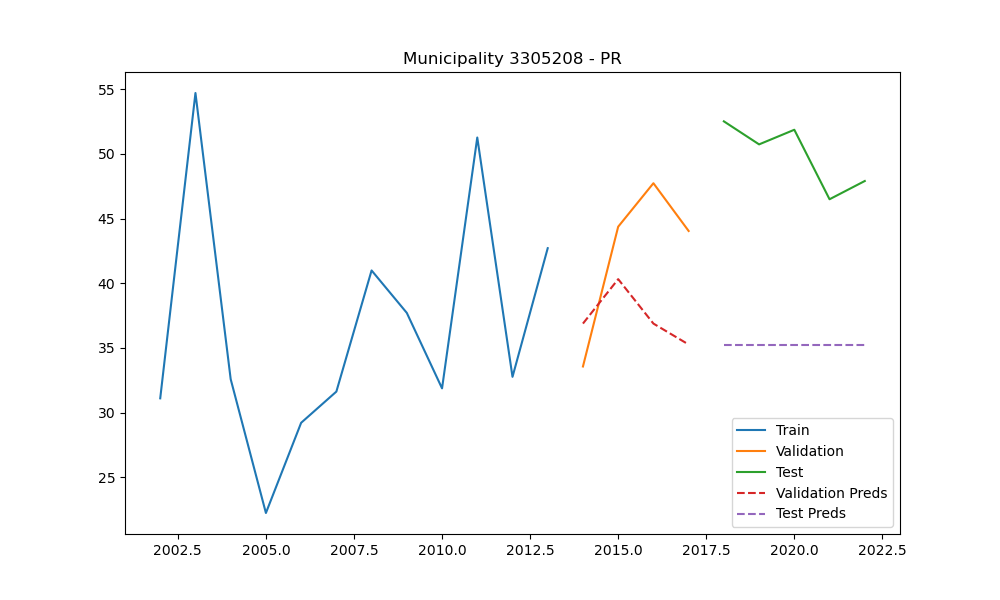 Municipality 3305208 - PR
55
50
45
40
35
30
25
2002.5 2005.0 2007.5 2010.0 2012.5 2015.0 2017.5 2020.0 2022.5
Train
Validation
Test
Validation Preds
Test Preds